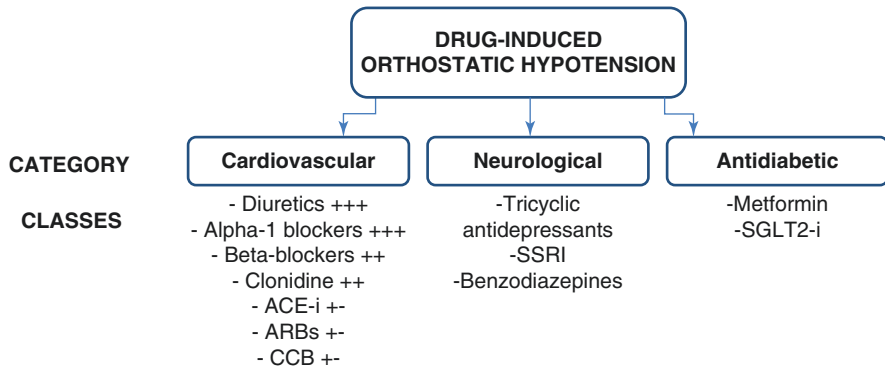 DRUG-INDUCED
ORTHOSTATIC HYPOTENSION
CATEGORY
Cardiovascular
Neurological
Antidiabetic
CLASSES
- Diuretics +++
- Alpha-1 blockers +++
- Beta-blockers ++
- Clonidine ++
- ACE-i +-
- ARBs +-
- CCB +-
-Tricyclic
antidepressants
-SSRI
-Benzodiazepines
-Metformin
-SGLT2-i